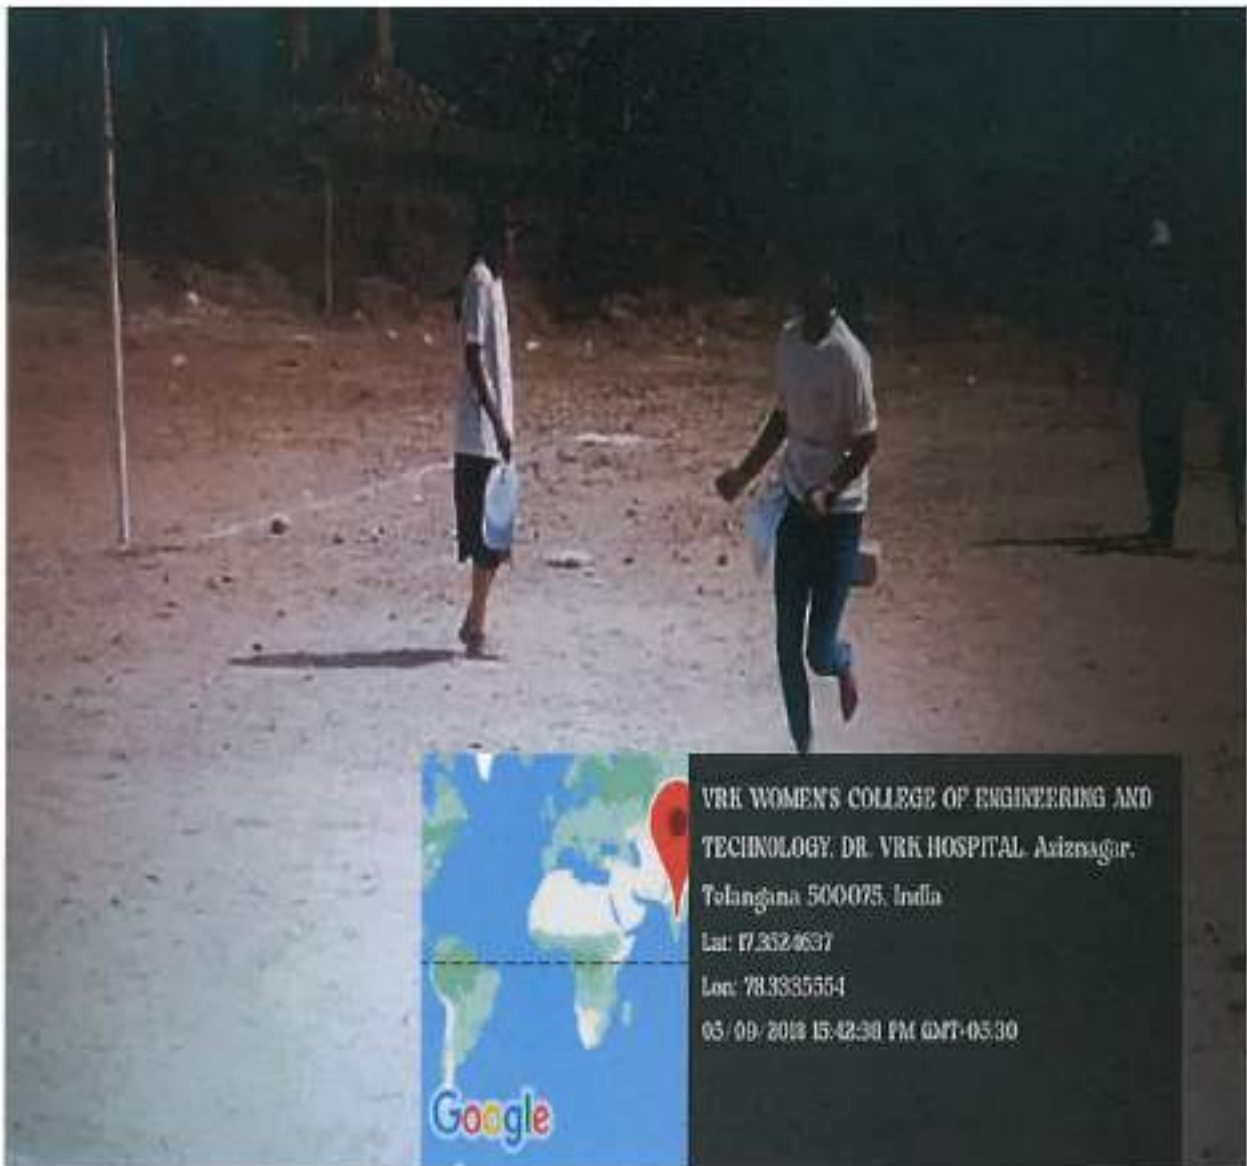 VRK WOMEN'S COLLEGE OF ENGINEERING AND
TECHNOLOGY. DR. VRK HOSPITAL. Aziznagar.
Telangana 500075. India
Lat: 17.3524637
Lon: 78.3335554
05/09/2018 15:42:38 PM GMT+05:30
Google